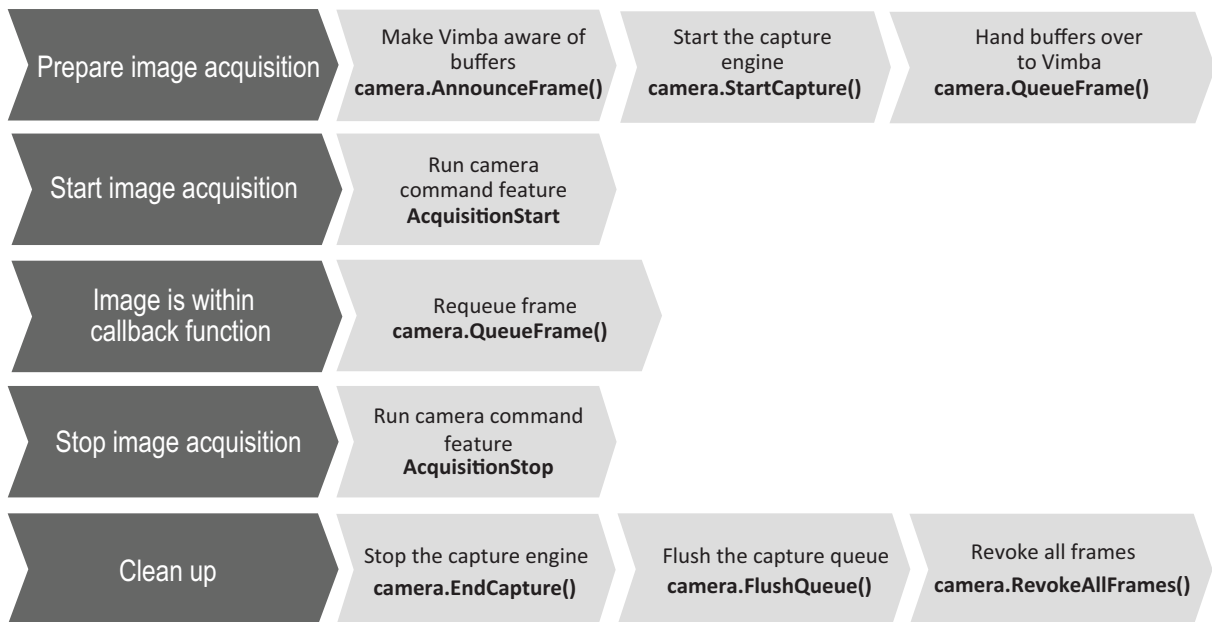 Prepare image acquisition
Make Vimba aware of
buffers
camera.AnnounceFrame()
Start the capture
engine
camera.StartCapture()
Hand buffers over
to Vimba
camera.QueueFrame()
Start image acquisition
Run camera
command feature
AcquisitionStart
Image is within
callback function
Requeue frame
camera.QueueFrame()
Stop image acquisition
Run camera command
feature
AcquisitionStop
Clean up
Stop the capture engine
camera.EndCapture()
Flush the capture queue
camera.FlushQueue()
Revoke all frames
camera.RevokeAllFrames()